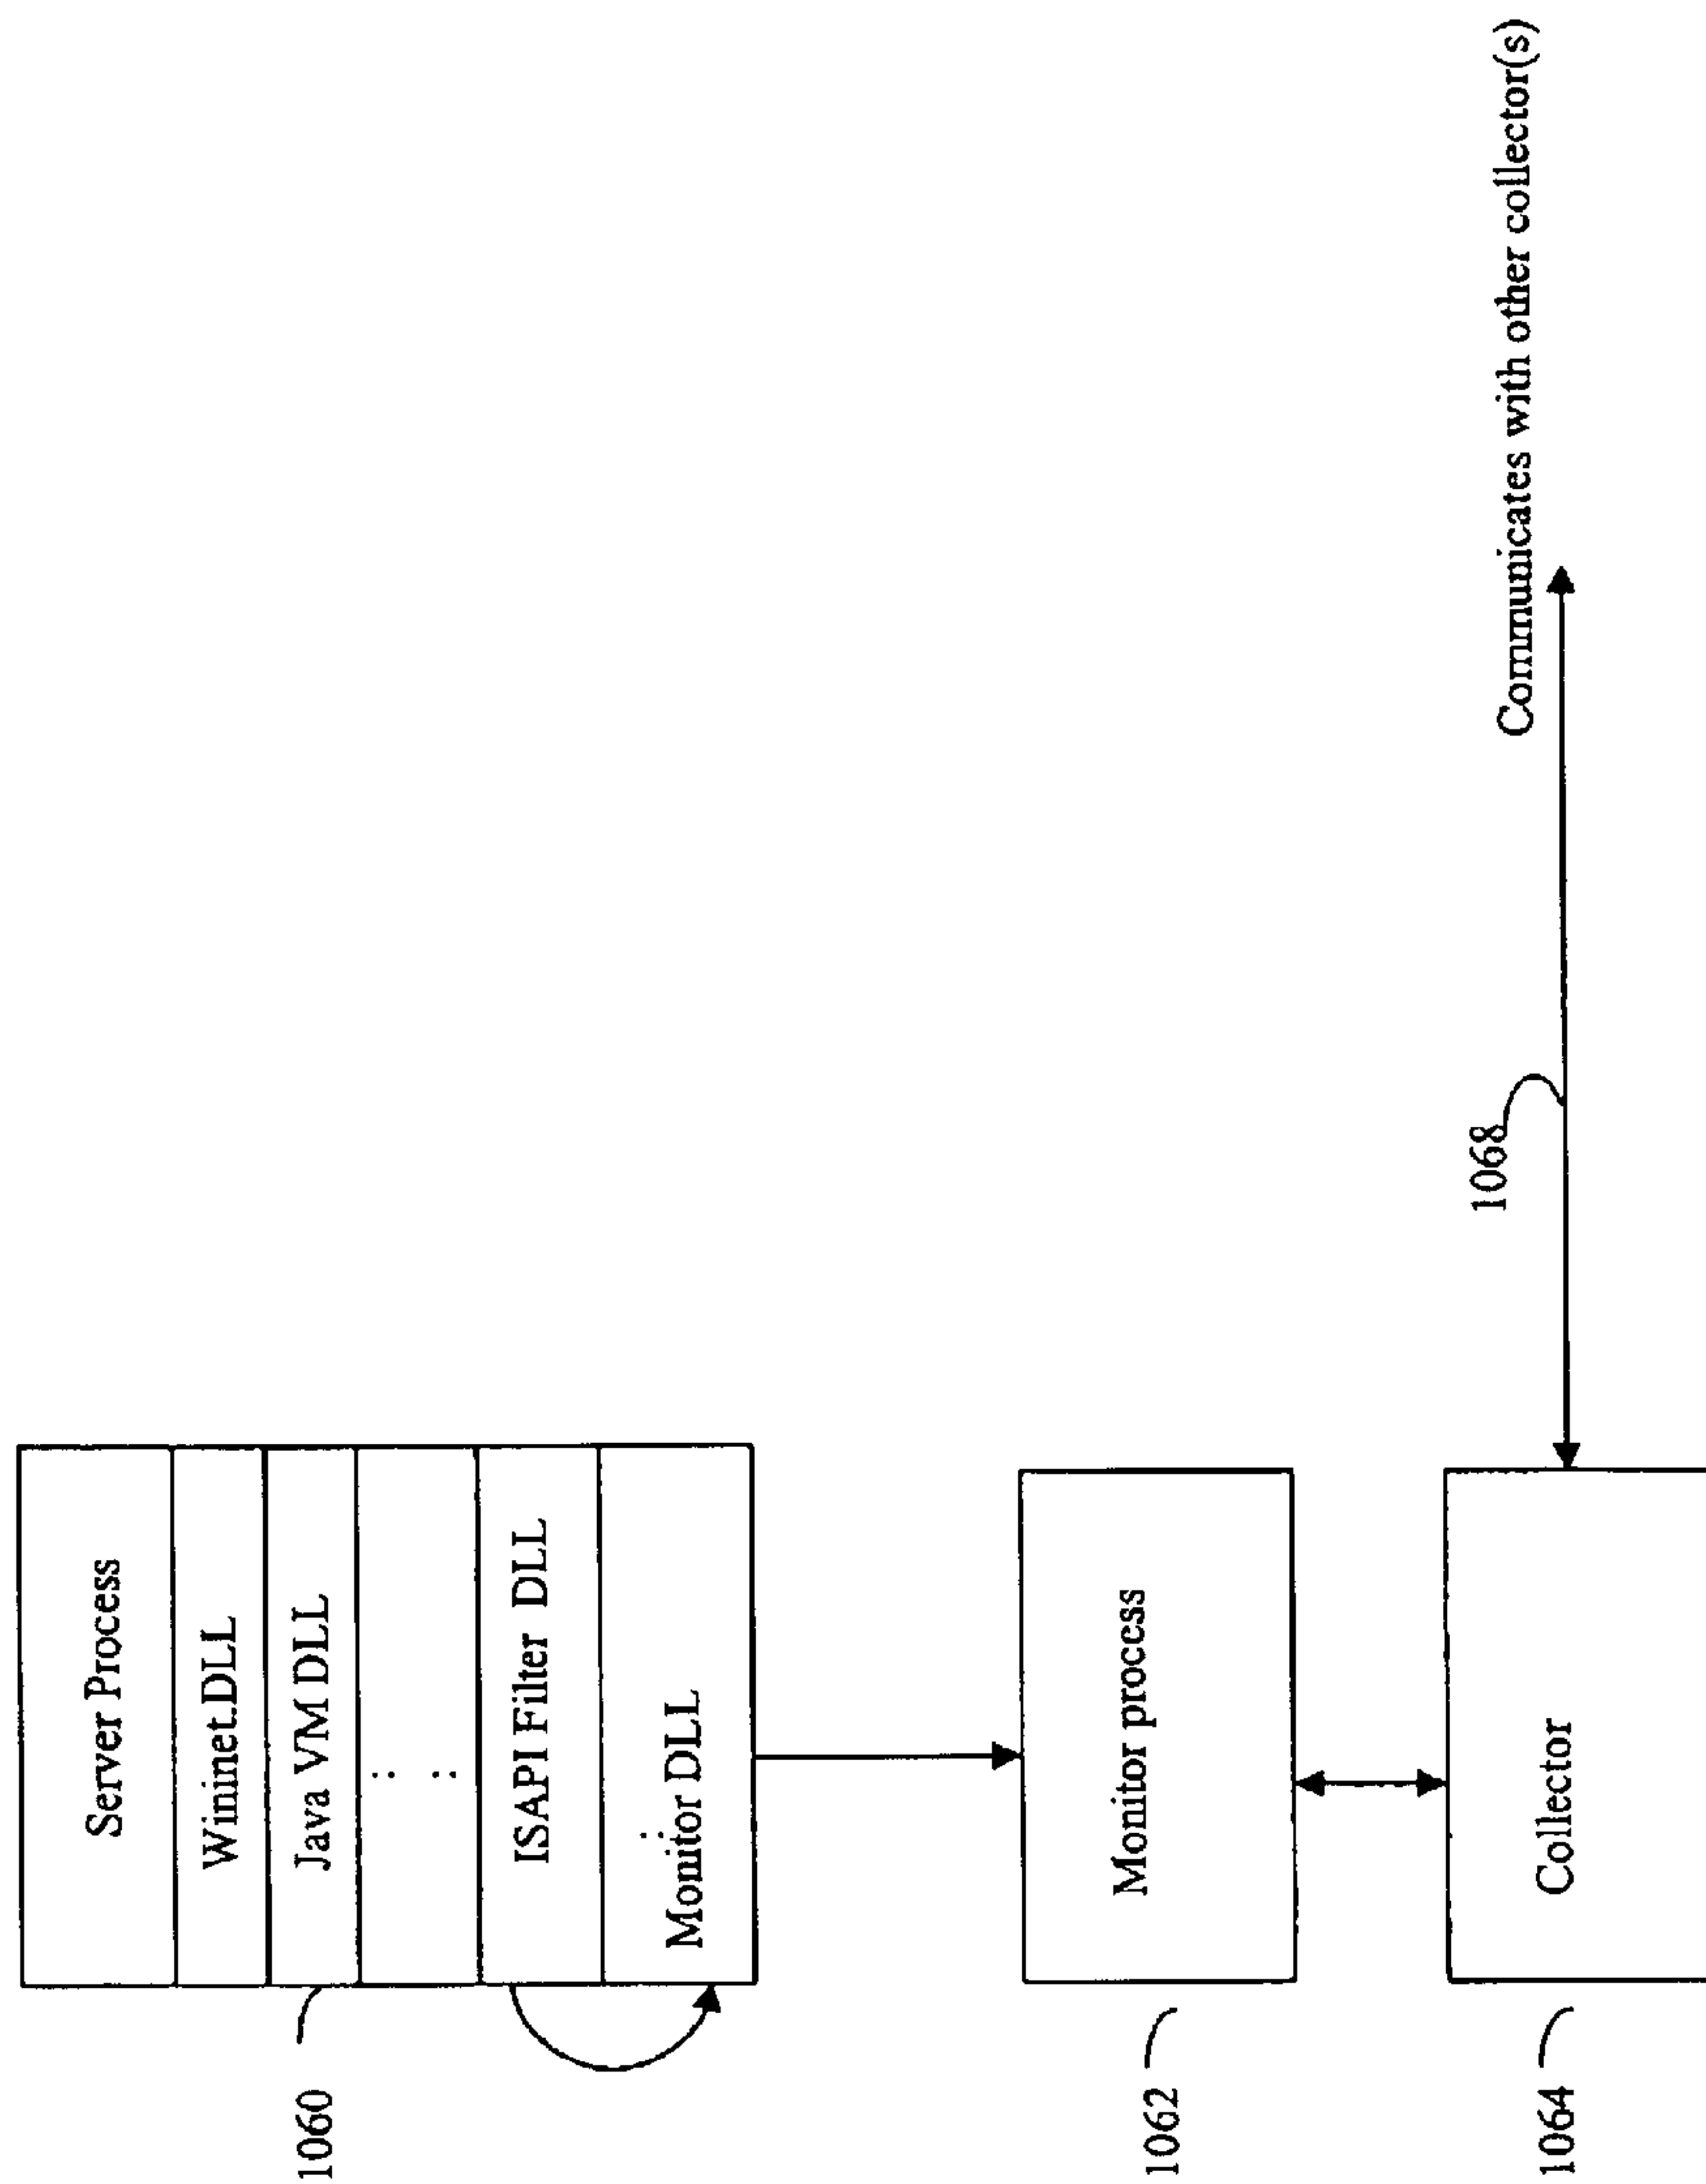 1060
Server Process
Wininet.DLL
Java VM DLL
: :
ISAPI Filter DLL
Monitor DLL
1062
Monitor process
1064
Collector
1068
Communicates with other collector(s)